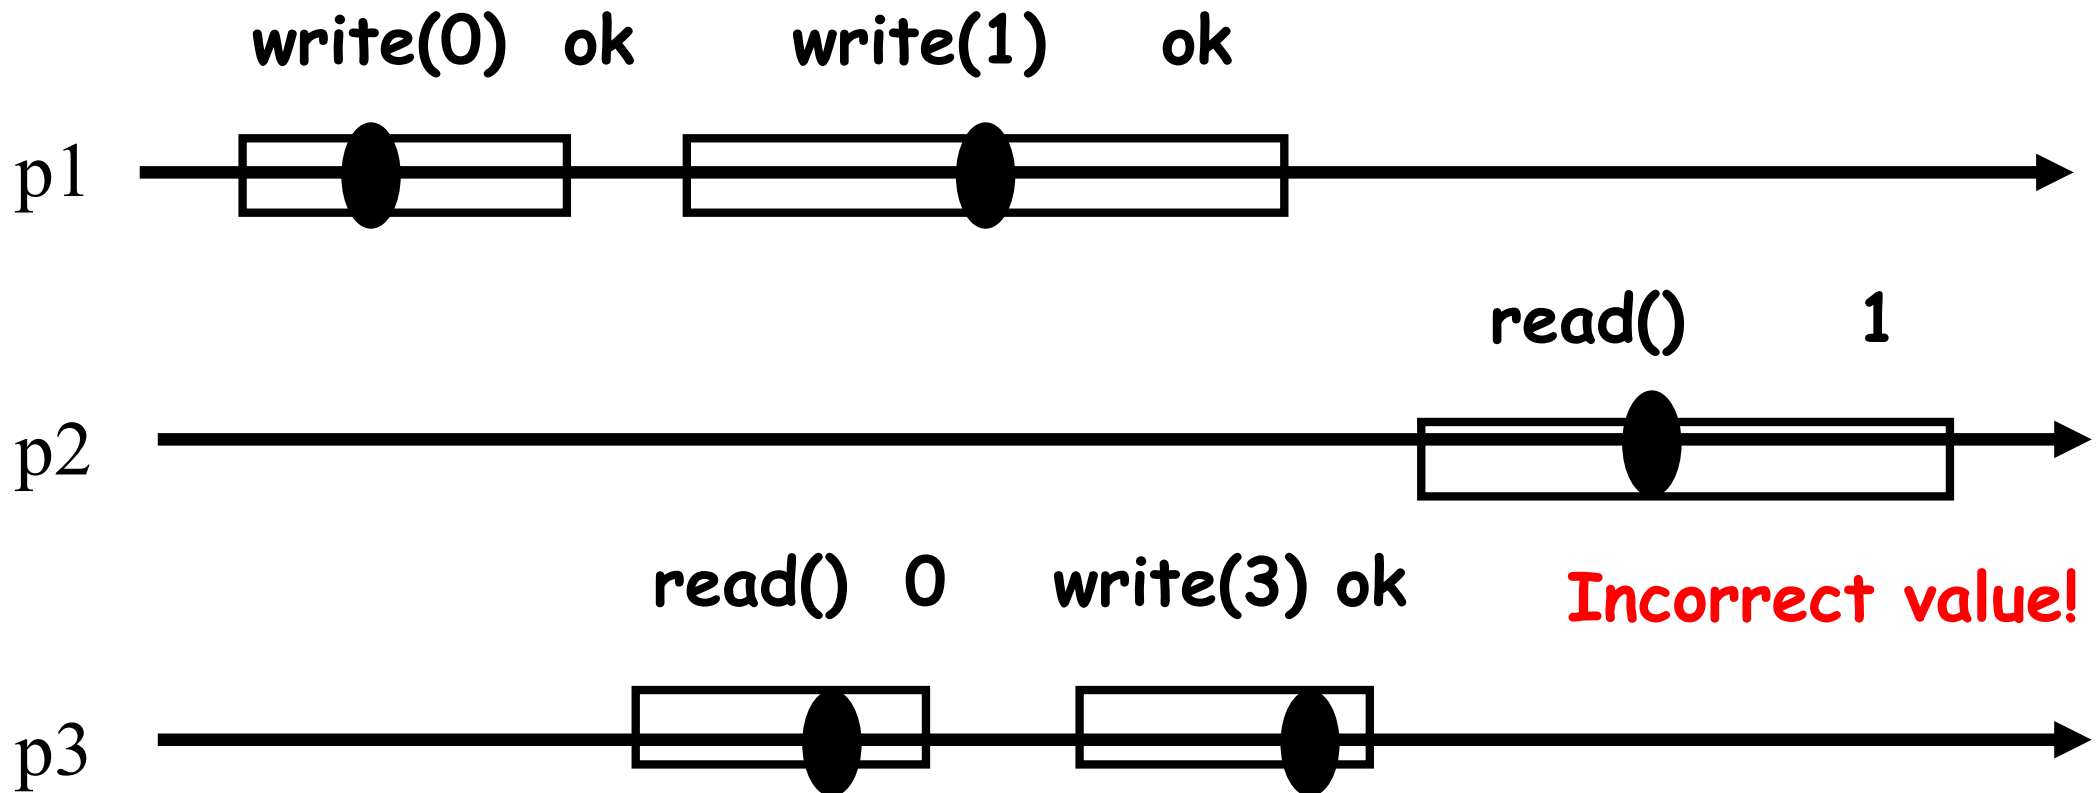 write(0) ok write(1) ok
p1
read() 1
p2
read() 0 write(3) ok
Incorrect value!
p3